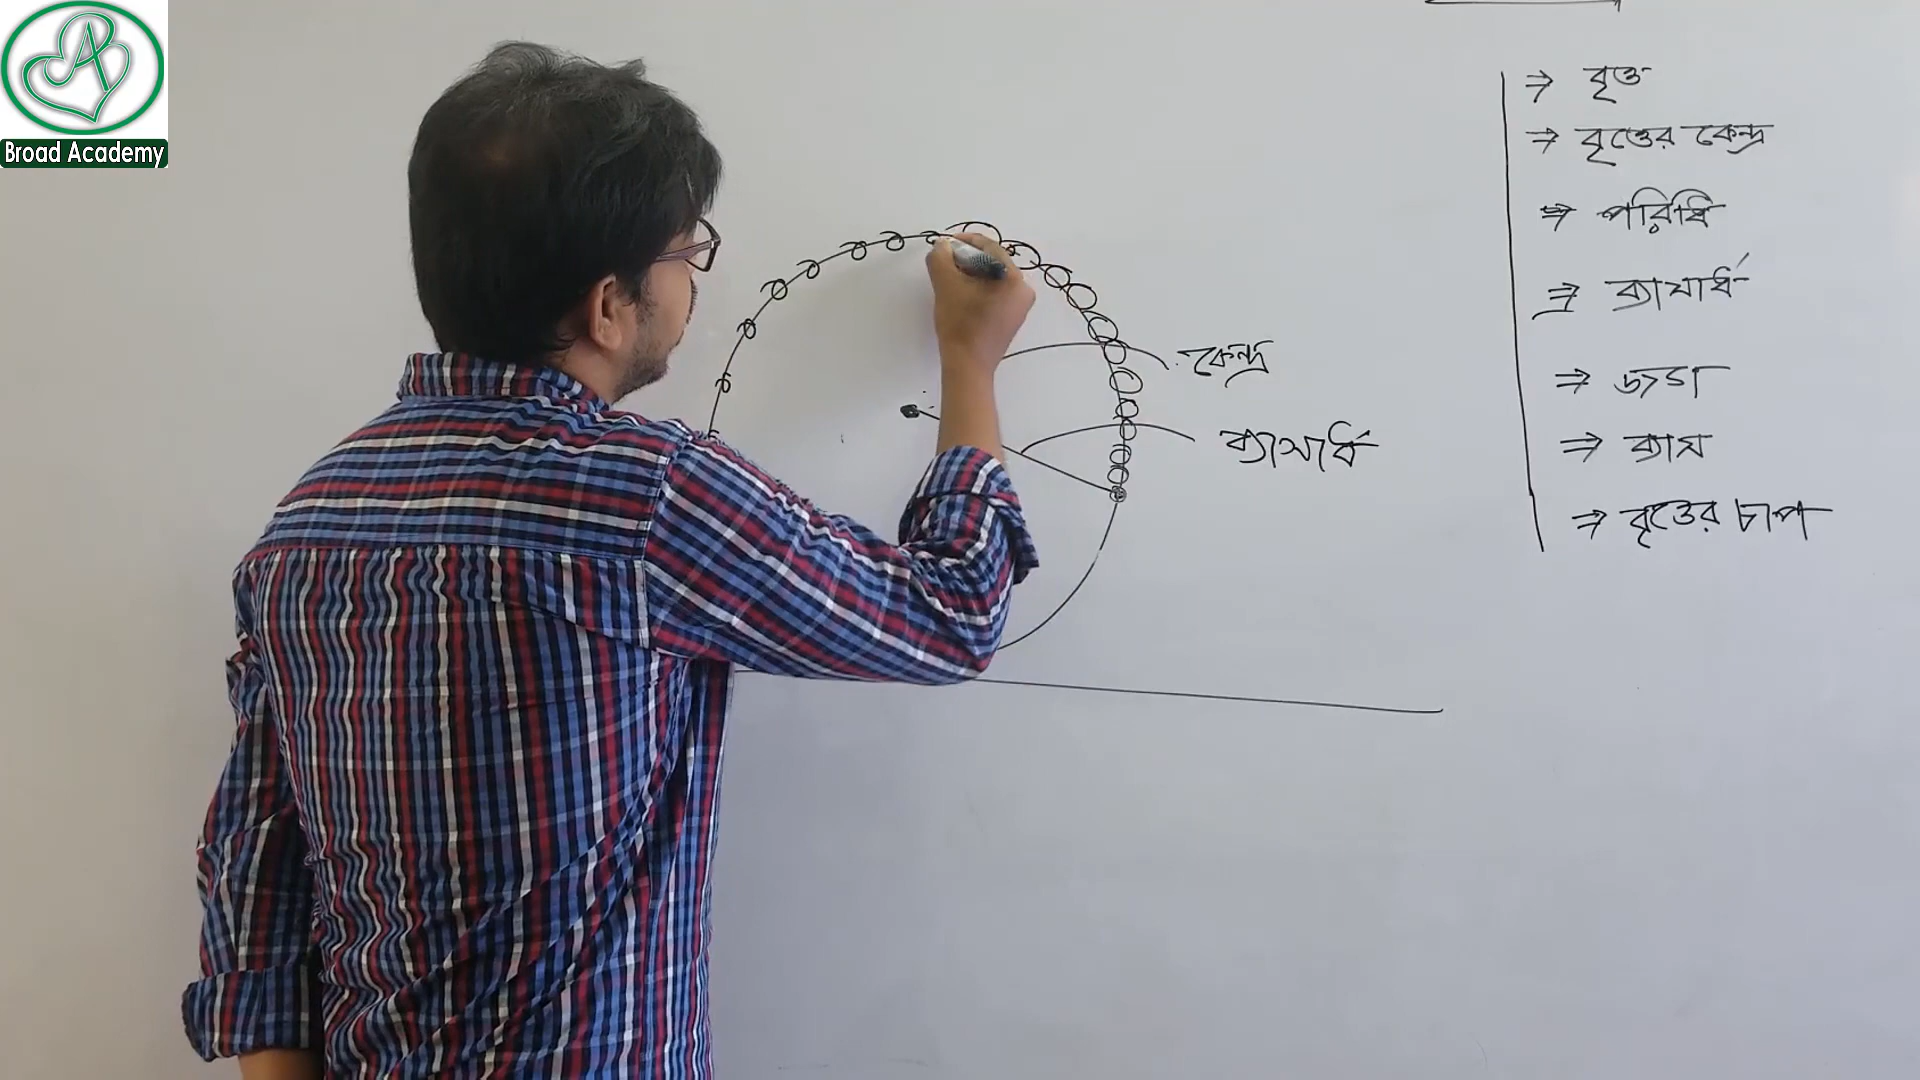 Broad Academy
⇒ বৃত্ত
⇒ বৃত্তের কেন্দ্র
⇒ পরিধি
⇒ ব্যাসার্ধ
⇒ জ্যা
⇒ ব্যাস
⇒ বৃত্তের চাপ
কেন্দ্র
ব্যাসার্ধ